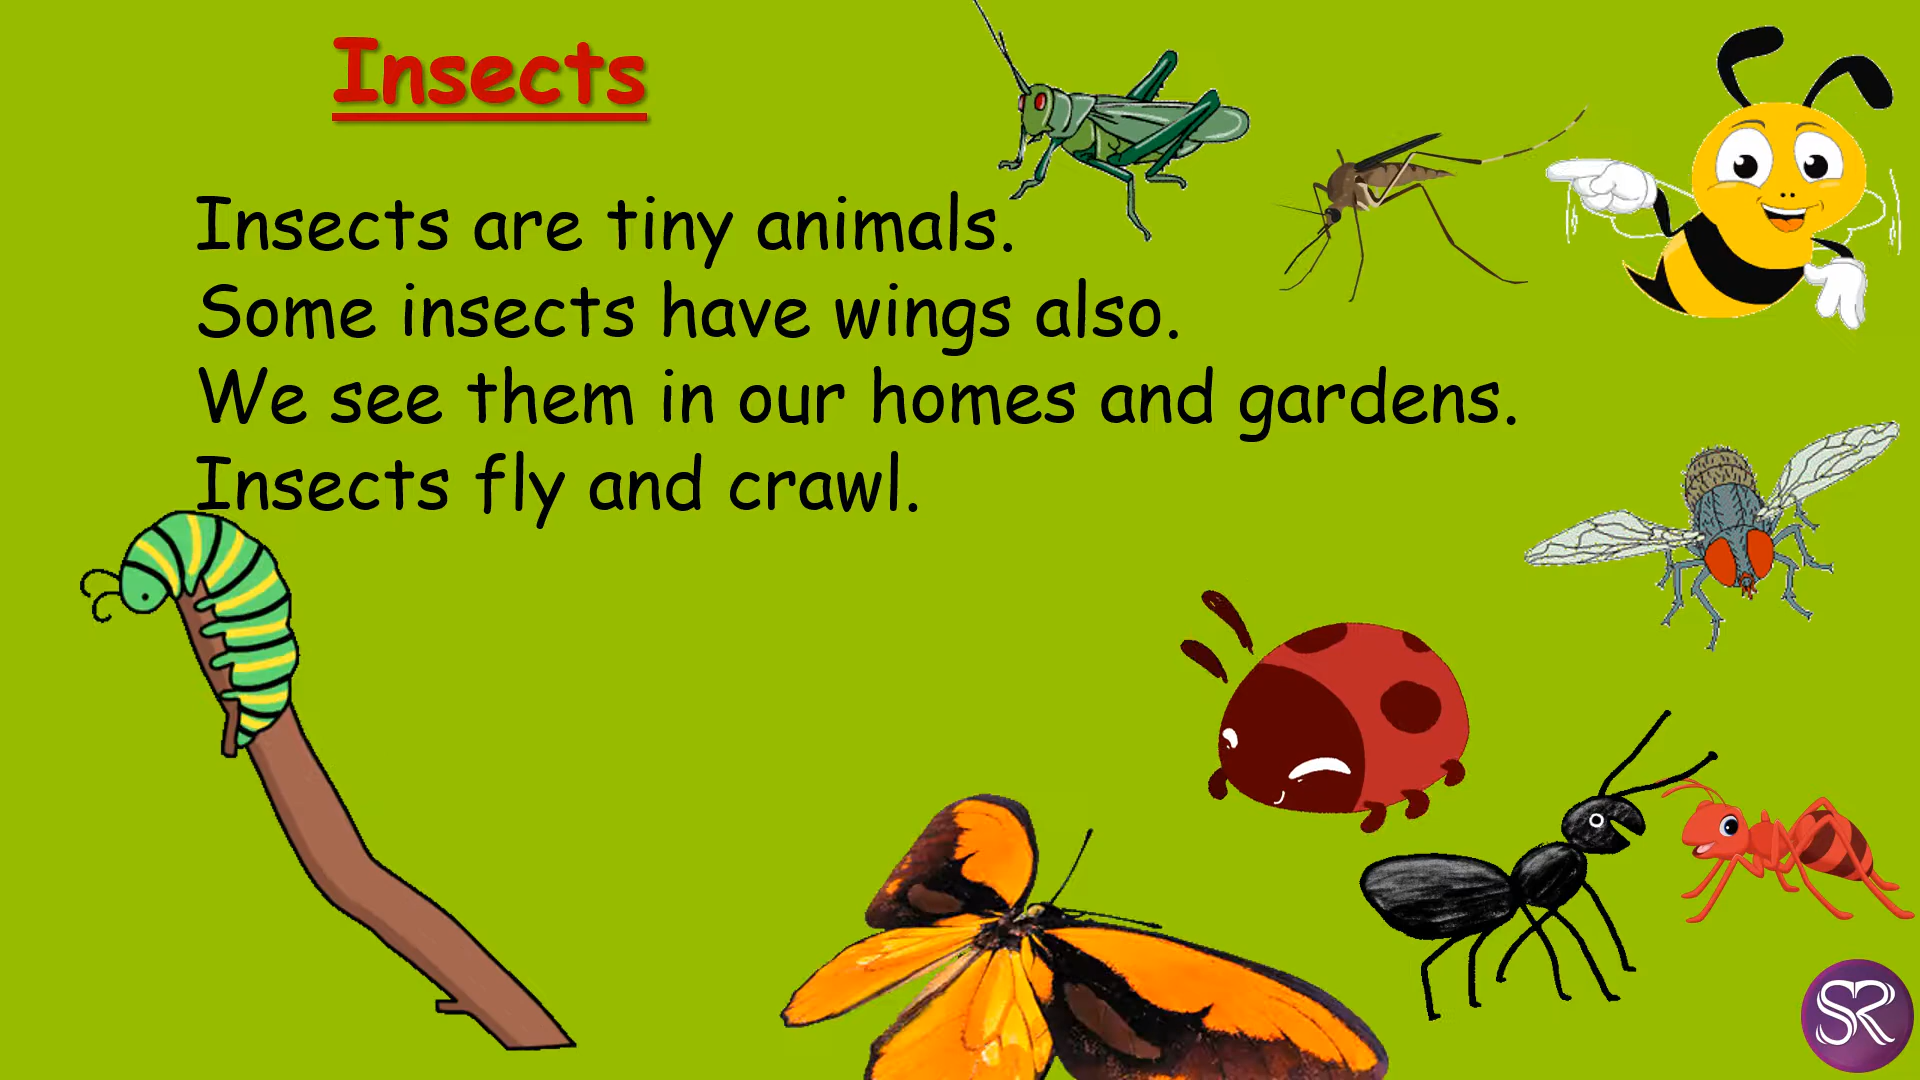 Insects
Insects are tiny animals.
Some insects have wings also.
We see them in our homes and gardens.
Insects fly and crawl.
SR